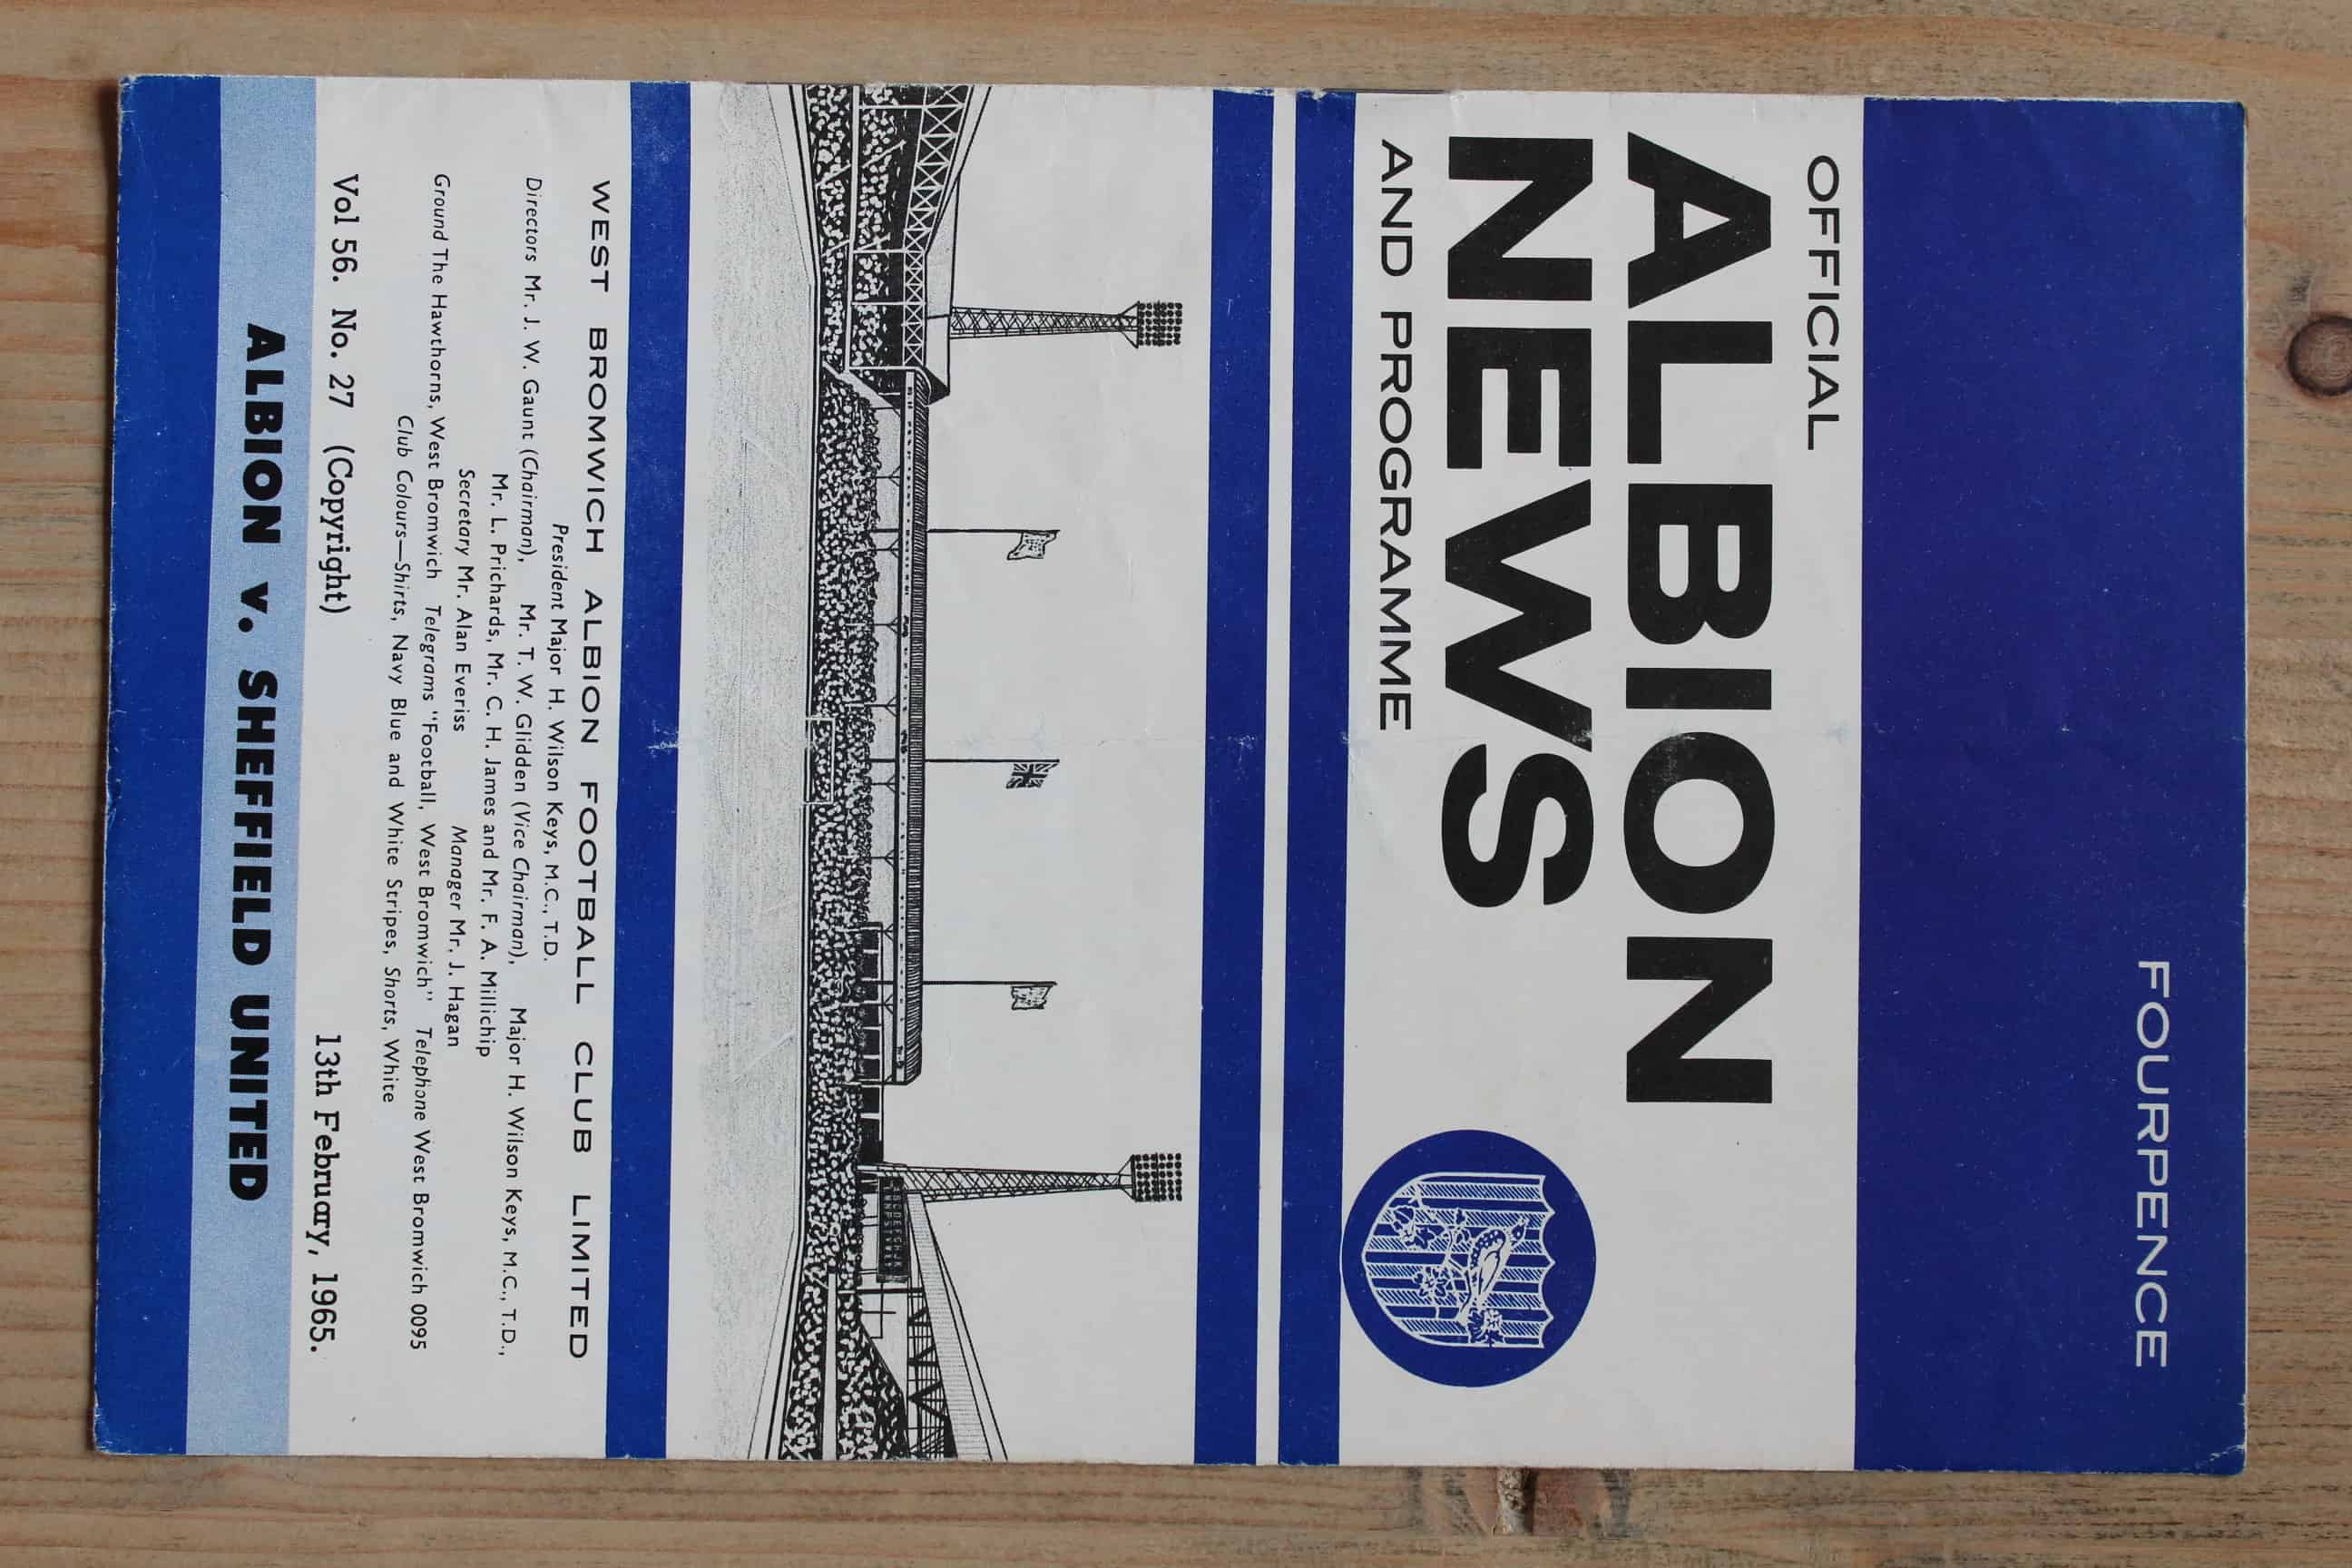 FOURPENCE
OFFICIAL
ALBION
NEWS
AND PROGRAMME
WEST BROMWICH ALBION FOOTBALL CLUB LIMITED
President Major H. Wilson Keys, M.C., T.D.
Directors Mr. J. W. Gaunt (Chairman), Mr. T. W. Glidden (Vice Chairman), Major H. Wilson Keys, M.C., T.D.,
Mr. L. Prichards, Mr. C. H. James and Mr. F. A. Millichip
Secretary Mr. Alan Everiss Manager Mr. J. Hagan
Ground The Hawthorns, West Bromwich Telegrams "Football, West Bromwich" Telephone West Bromwich 0095
Club Colours—Shirts, Navy Blue and White Stripes, Shorts, White
Vol 56. No. 27 (Copyright) 13th February, 1965.
ALBION v. SHEFFIELD UNITED